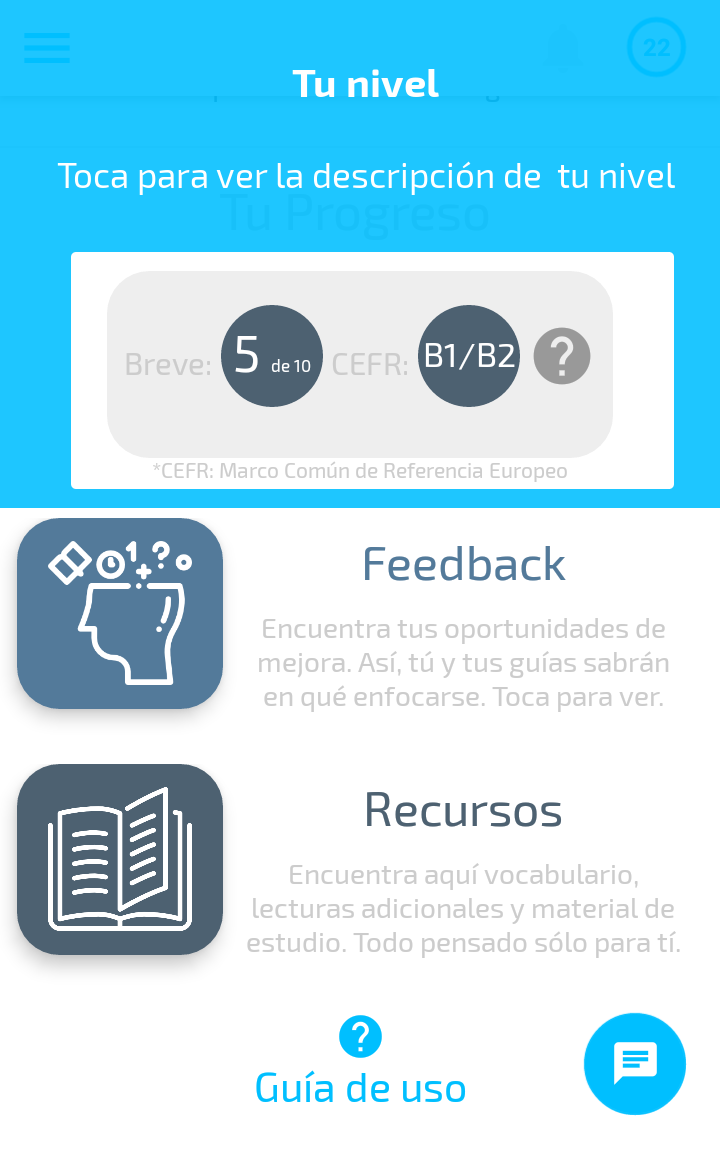 22
Tu nivel
Toca para ver la descripción de  tu nivel
Tu Progreso
Breve: 5 de 10 CEFR: B1/B2 ?
*CEFR: Marco Común de Referencia Europeo
Feedback
Encuentra tus oportunidades de
mejora. Así, tú y tus guías sabrán
en qué enfocarse. Toca para ver.
Recursos
Encuentra aquí vocabulario,
lecturas adicionales y material de
estudio. Todo pensado sólo para tí.
?
Guía de uso